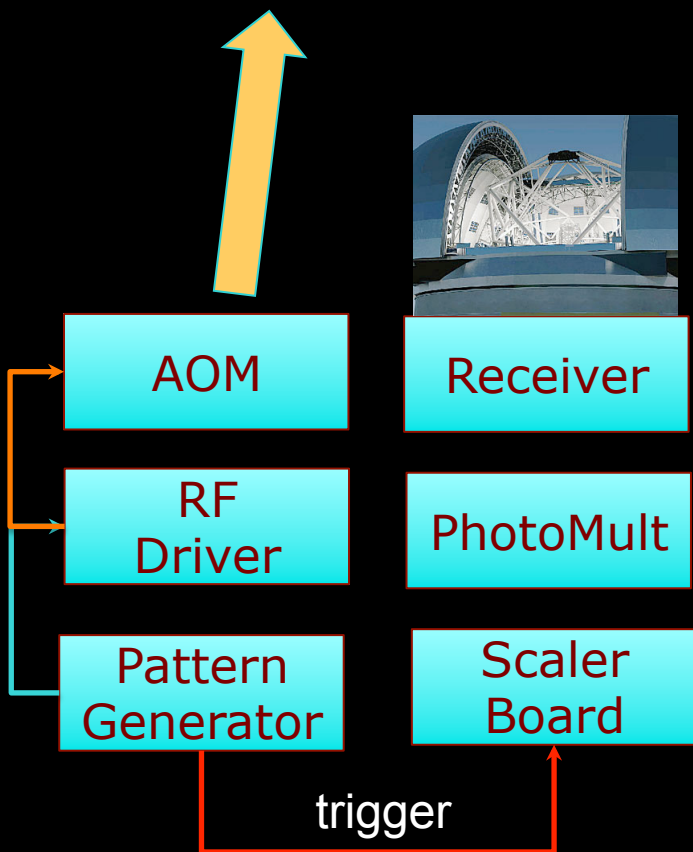 AOM
Receiver
RF
Driver
PhotoMult
Pattern
Generator
Scaler
Board
trigger